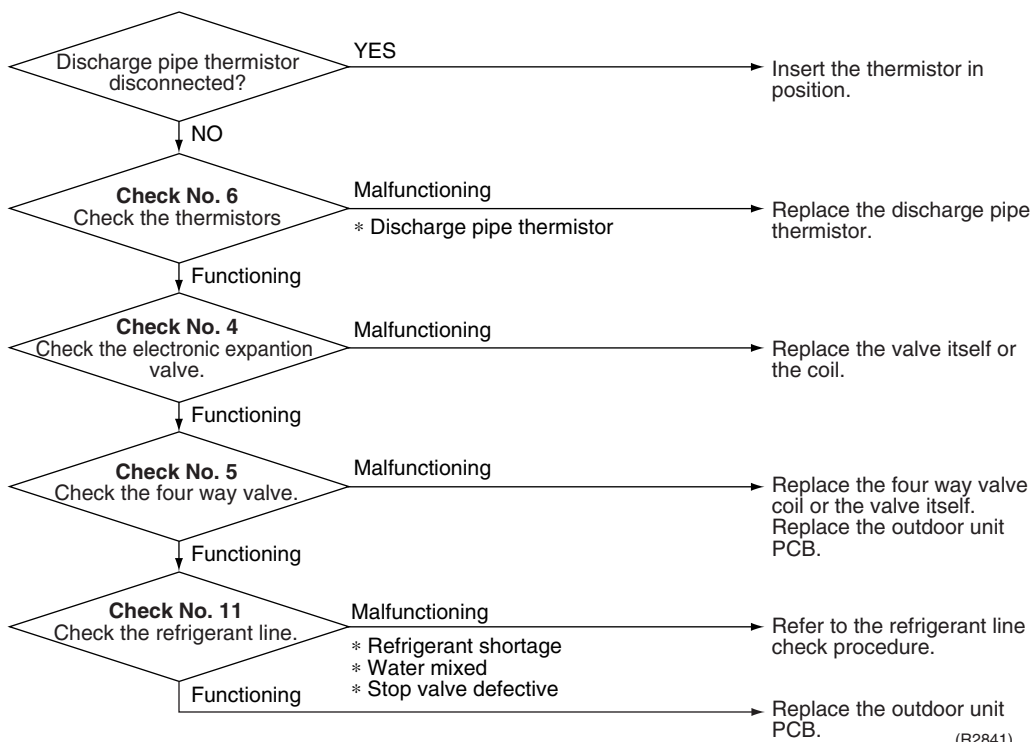 Discharge pipe thermistor
disconnected?
YES
Insert the thermistor in
position.
NO
Check No. 6
Check the thermistors
Malfunctioning
* Discharge pipe thermistor
Replace the discharge pipe
thermistor.
Functioning
Check No. 4
Check the electronic expantion
valve.
Malfunctioning
Replace the valve itself or
the coil.
Functioning
Check No. 5
Check the four way valve.
Malfunctioning
Replace the four way valve
coil or the valve itself.
Replace the outdoor unit
PCB.
Functioning
Check No. 11
Check the refrigerant line.
Malfunctioning
* Refrigerant shortage
* Water mixed
* Stop valve defective
Refer to the refrigerant line
check procedure.
Functioning
Replace the outdoor unit
PCB.
(R2841)